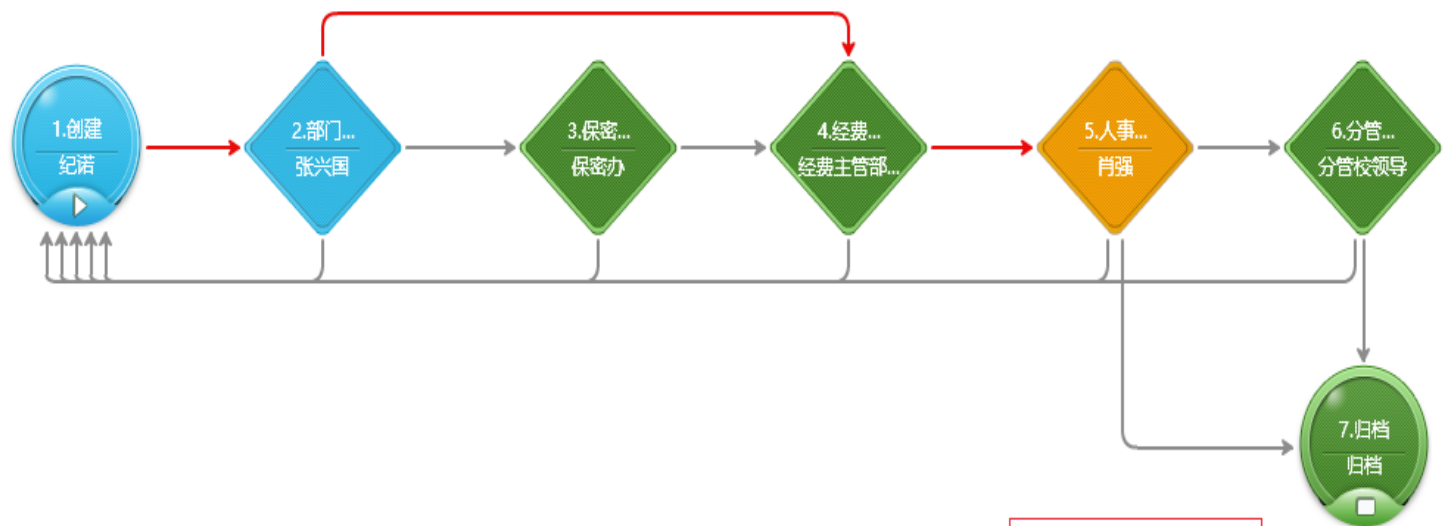 1.创建
纪诺
2.部门...
张兴国
3.保密...
保密办
4.经费...
经费主管部...
5.人事...
肖强
6.分管...
分管校领导
7.归档
归档